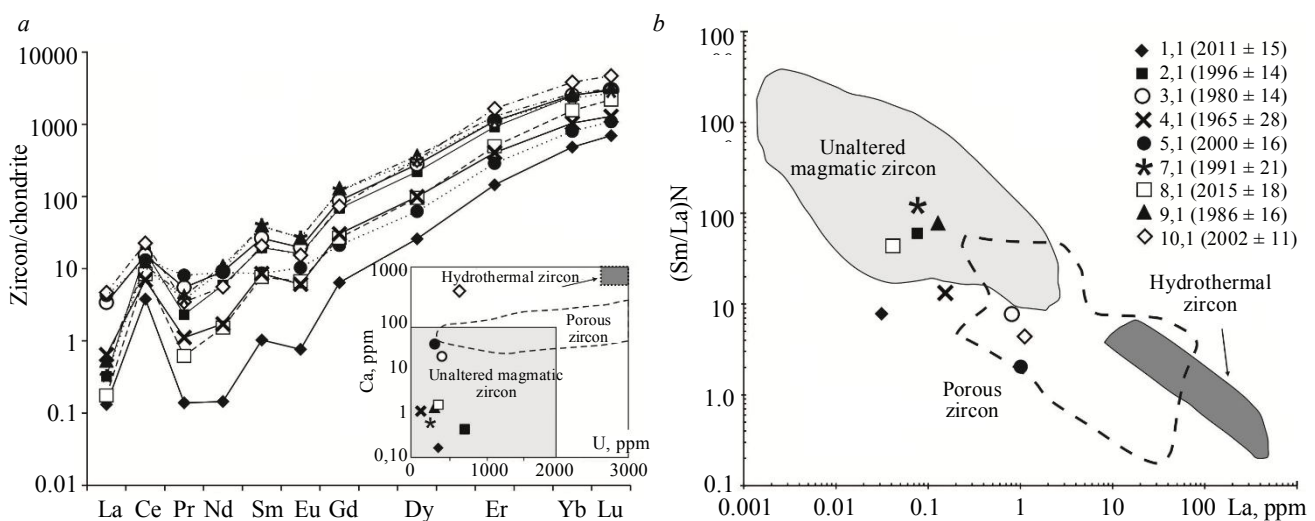 a
Zircon/chondrite
10000
1000
100
10
1
0.1
0.01
La Ce Pr Nd Sm Eu Gd Dy Er Yb Lu
Ca, ppm
1000
100
10
1
0,10
Hydrothermal zircon
Porous
zircon
Unaltered magmatic
zircon
U, ppm
0 1000 2000 3000
b
(Sm/La)N
100
0
100
100
10
1.0
0.1
0.001 0.01 0.1 1 10 100 La, ppm
Unaltered
magmatic zircon
Porous
zircon
Hydrothermal
zircon
1,1 (2011 ± 15)
2,1 (1996 ± 14)
3,1 (1980 ± 14)
4,1 (1965 ± 28)
5,1 (2000 ± 16)
7,1 (1991 ± 21)
8,1 (2015 ± 18)
9,1 (1986 ± 16)
10,1 (2002 ± 11)